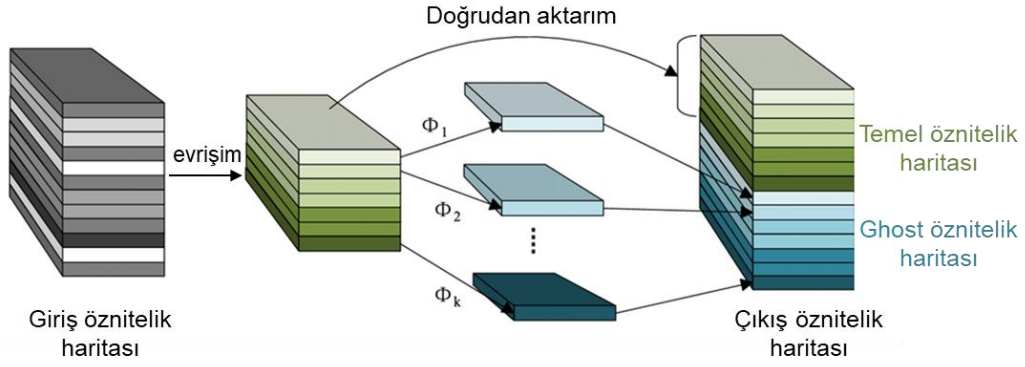 Doğrudan aktarım
evrişim
Φ1
Φ2
Φk
Temel öznitelik
haritası
Ghost öznitelik
haritası
Giriş öznitelik
haritası
Çıkış öznitelik
haritası